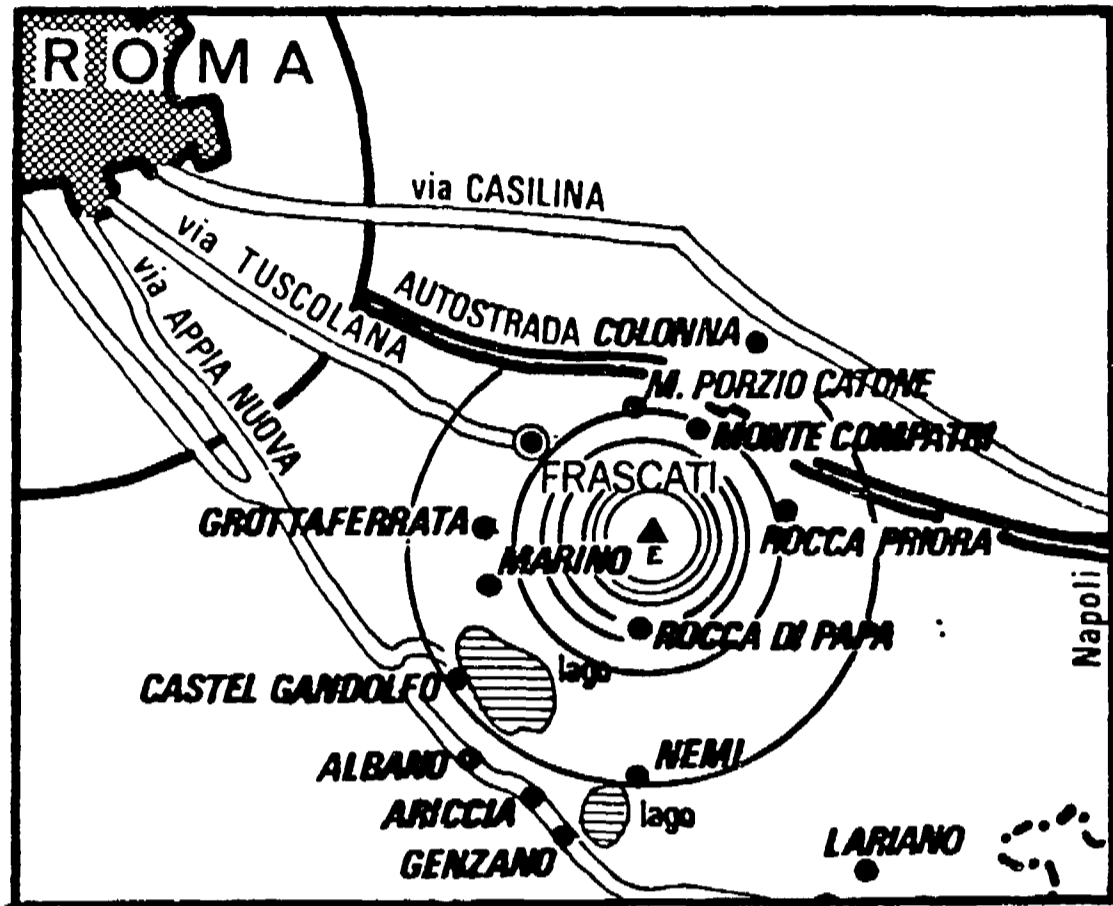 ROMA
via CASILINA
via TUSCOLANA
via APPIA NUOVA
AUTOSTRADA
COLONNA
M. PORZIO CATONE
MONTE COMPATRI
FRASCATI
GROTTAFERRATA
ROCCA PRIORA
MARINO
E
ROCCA DI PAPA
Napoli
lago
CASTEL GANDOLFO
NEMI
ALBANO
ARICCIA
lago
GENZANO
LARIANO